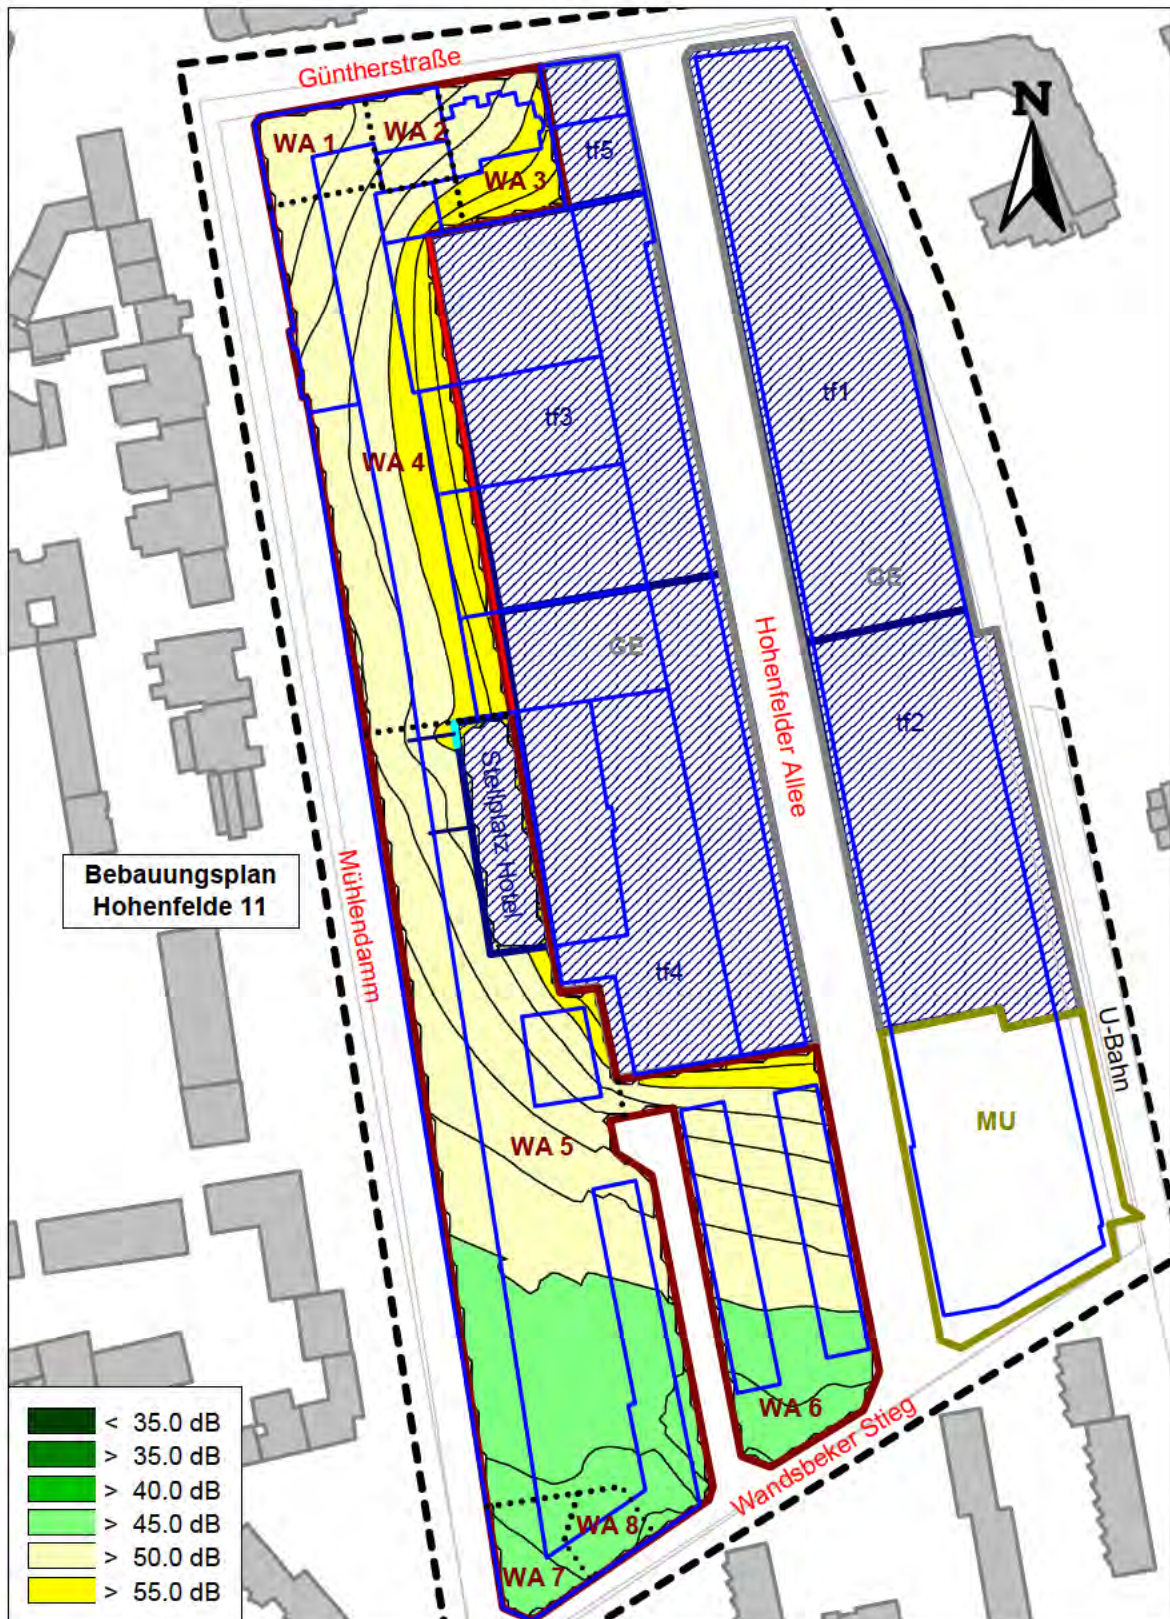 Güntherstraße
N
WA 1
WA 2
WA 3
tf5
tf3
tf1
WA 4
GE
GE
Hohenfelder Allee
tf2
Stellplatz Hotel
Bebauungsplan
Hohenfelde 11
Mühlendamm
tf4
U-Bahn
MU
WA 5
WA 6
Wandsbeker Stieg
WA 8
WA 7
< 35.0 dB
> 35.0 dB
> 40.0 dB
> 45.0 dB
> 50.0 dB
> 55.0 dB